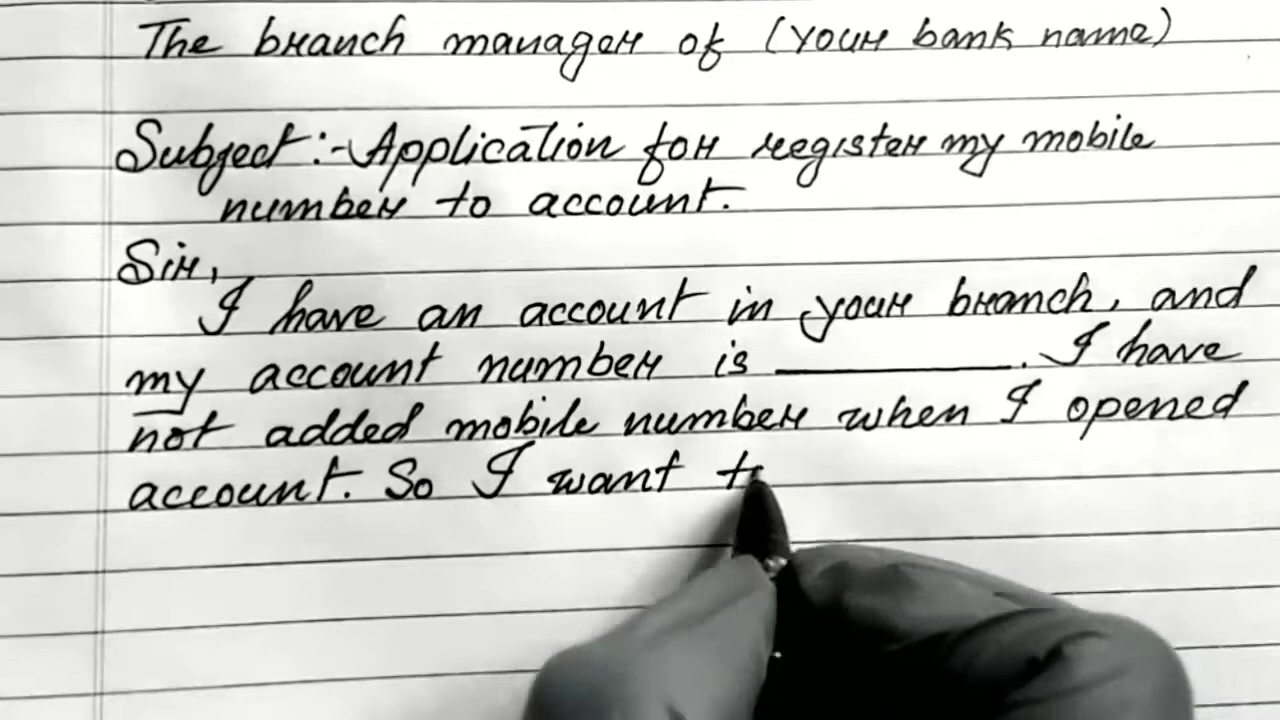 The branch manager of (your bank name)
Subject:- Application for register my mobile
number to account.
Sir,
I have an account in your branch, and
my account number is __________. I have
not added mobile number when I opened
account. So I want to